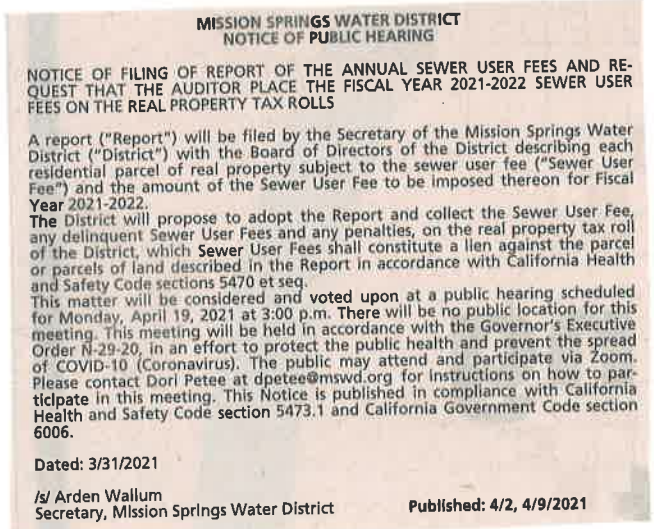 MISSION SPRINGS WATER DISTRICT
NOTICE OF PUBLIC HEARING
NOTICE OF FILING OF REPORT OF THE ANNUAL SEWER USER FEES AND RE-
QUEST THAT THE AUDITOR PLACE THE FISCAL YEAR 2021-2022 SEWER USER
FEES ON THE REAL PROPERTY TAX ROLLS
A report ("Report") will be filed by the Secretary of the Mission Springs Water
District ("District") with the Board of Directors of the District describing each
residential parcel of real property subject to the sewer user fee ("Sewer User
Fee") and the amount of the Sewer User Fee to be imposed thereon for Fiscal
Year 2021-2022.
The District will propose to adopt the Report and collect the Sewer User Fee,
any delinquent Sewer User Fees and any penalties, on the real property tax roll
of the District, which Sewer User Fees shall constitute a lien against the parcel
or parcels of land described in the Report in accordance with California Health
and Safety Code sections 5470 et seq.
This matter will be considered and voted upon at a public hearing scheduled
for Monday, April 19, 2021 at 3:00 p.m. There will be no public location for this
meeting. This meeting will be held in accordance with the Governor's Executive
Order N-29-20, in an effort to protect the public health and prevent the spread
of COVID-10 (Coronavirus). The public may attend and participate via Zoom.
Please contact Dori Petee at dpetee@mswd.org for instructions on how to par-
ticipate in this meeting. This Notice is published in compliance with California
Health and Safety Code section 5473.1 and California Government Code section
6006.
Dated: 3/31/2021
/s/ Arden Wallum
Secretary, Mission Springs Water District
Published: 4/2, 4/9/2021